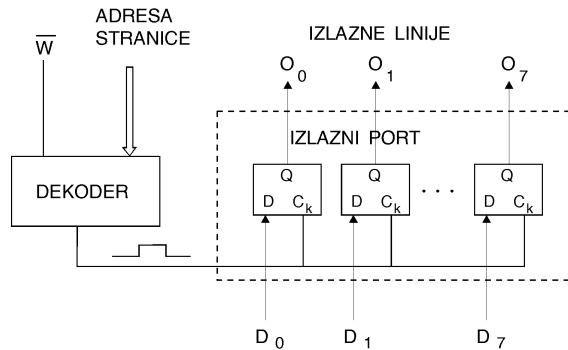 ADRESA
STRANICE
W̅
IZLAZNE LINIJE
O0 O1 O7
IZLAZNI PORT
DEKODER
Q Q Q
D Ck D Ck D Ck
. . .
D0 D1 D7